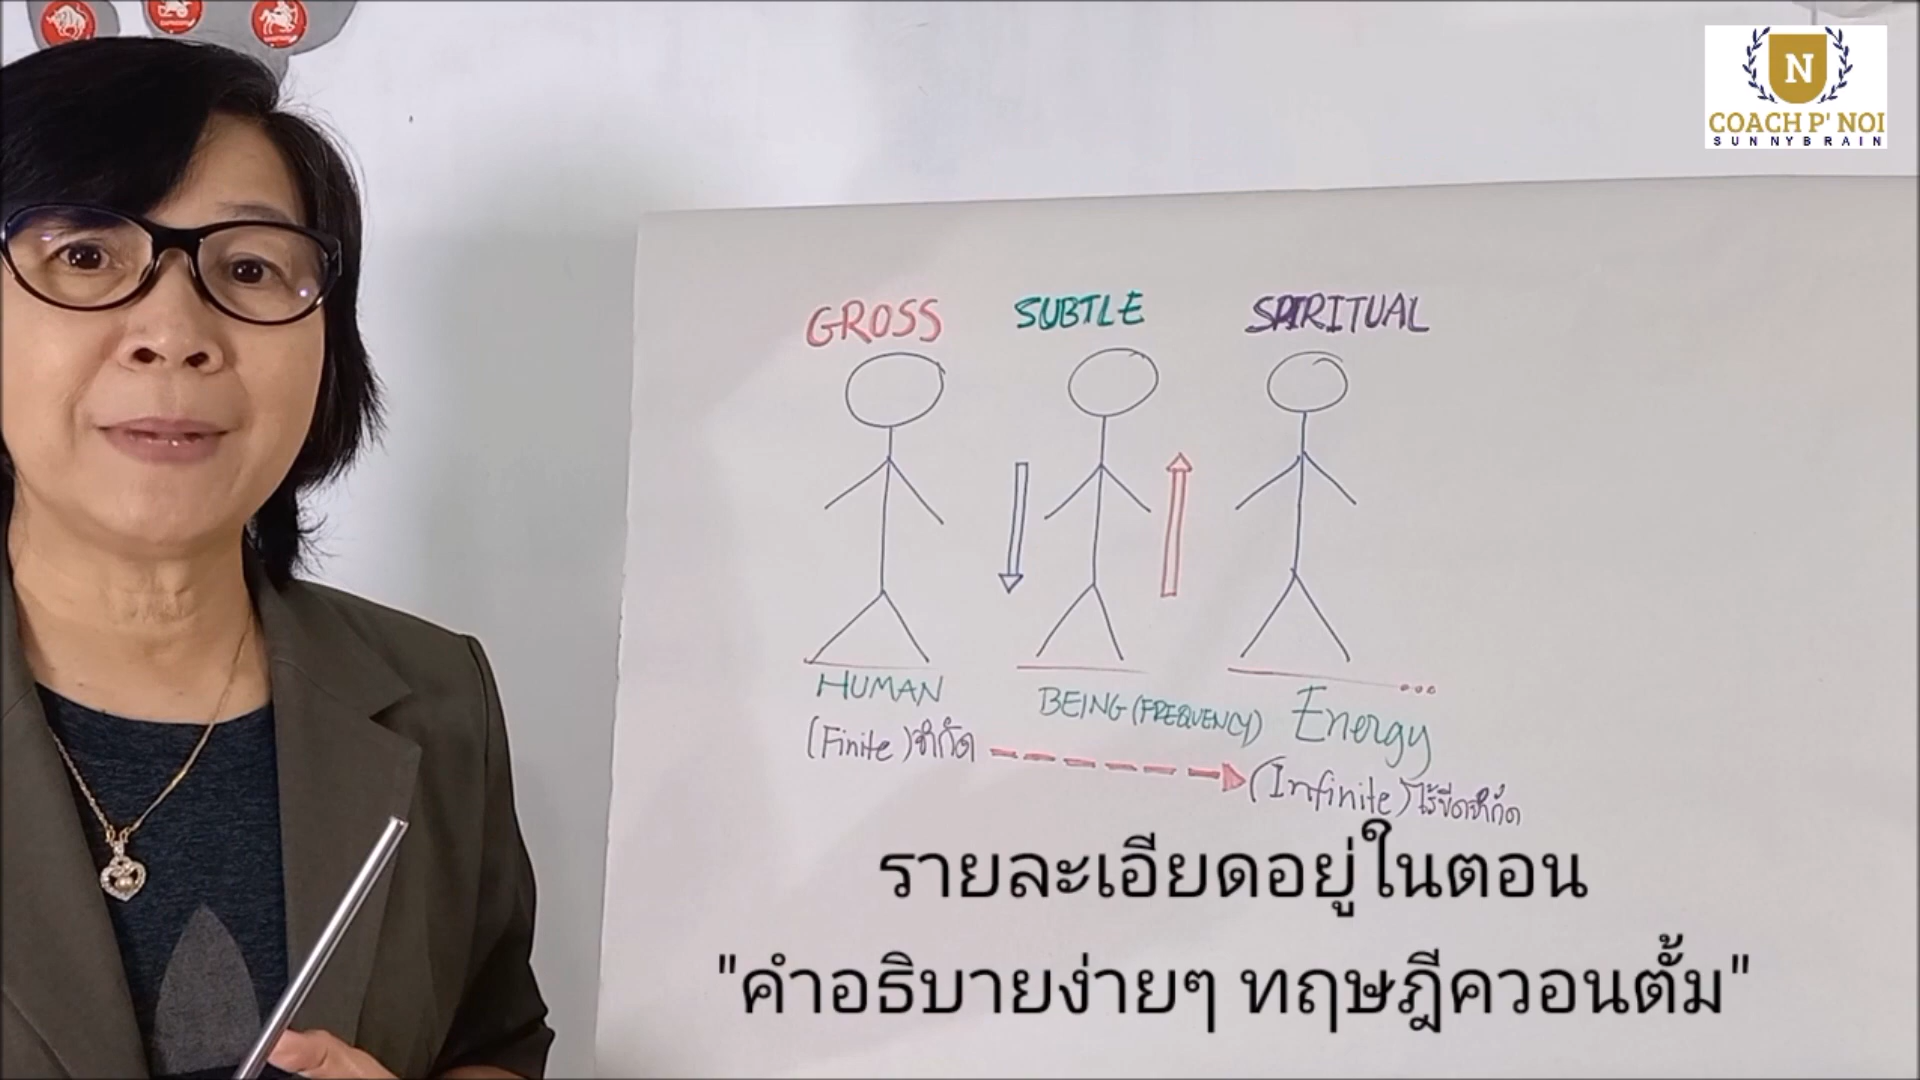 N
COACH P' NOI
SUNNYBRAIN
GROSS SUBTLE SPIRITUAL
HUMAN BEING (FREQUENCY) Energy
(Finite) จำกัด (Infinite) ไร้ขีดจำกัด
รายละเอียดอยู่ในตอน
"คำอธิบายง่ายๆ ทฤษฎีควอนตั้ม"